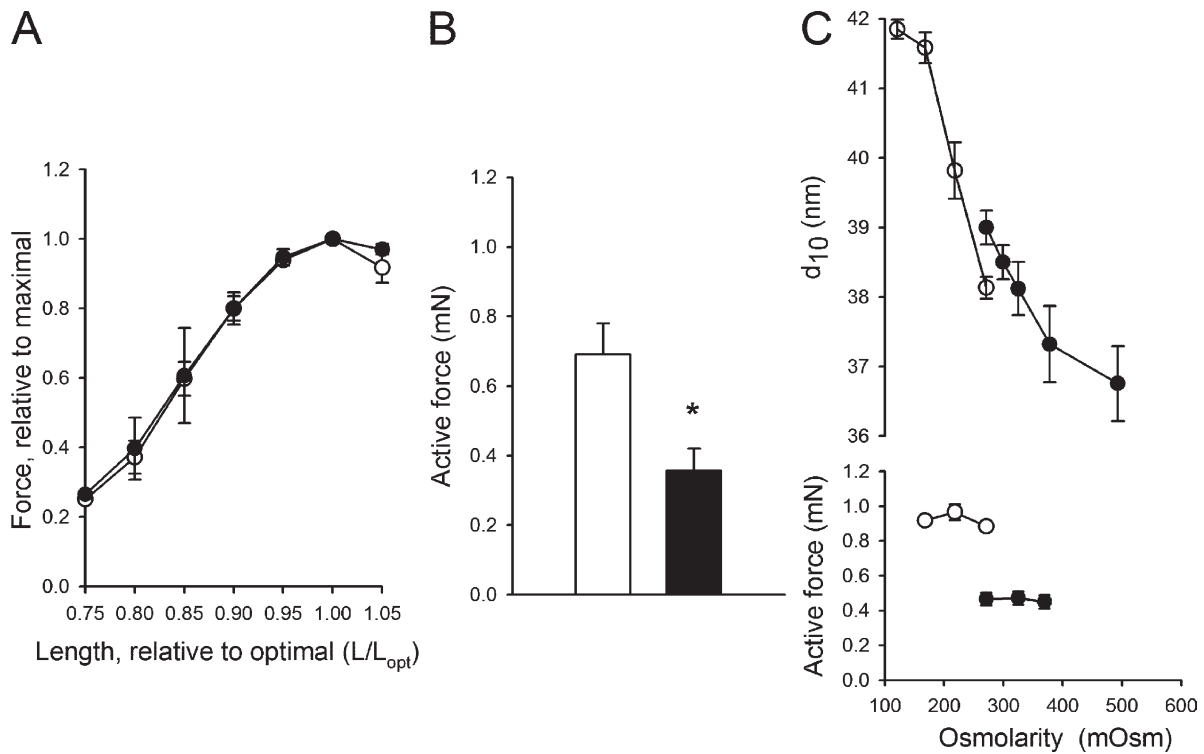 A
B
C
Force, relative to maximal
1.2
1.0
0.8
0.6
0.4
0.2
0.0
0.75 0.80 0.85 0.90 0.95 1.00 1.05
Length, relative to optimal (L/Lopt)
Active force (mN)
1.2
1.0
0.8
0.6
0.4
0.2
0.0
*
d10 (nm)
42
41
40
39
38
37
36
Active force (mN)
1.2
1.0
0.8
0.6
0.4
0.2
0.0
100 200 300 400 500 600
Osmolarity (mOsm)